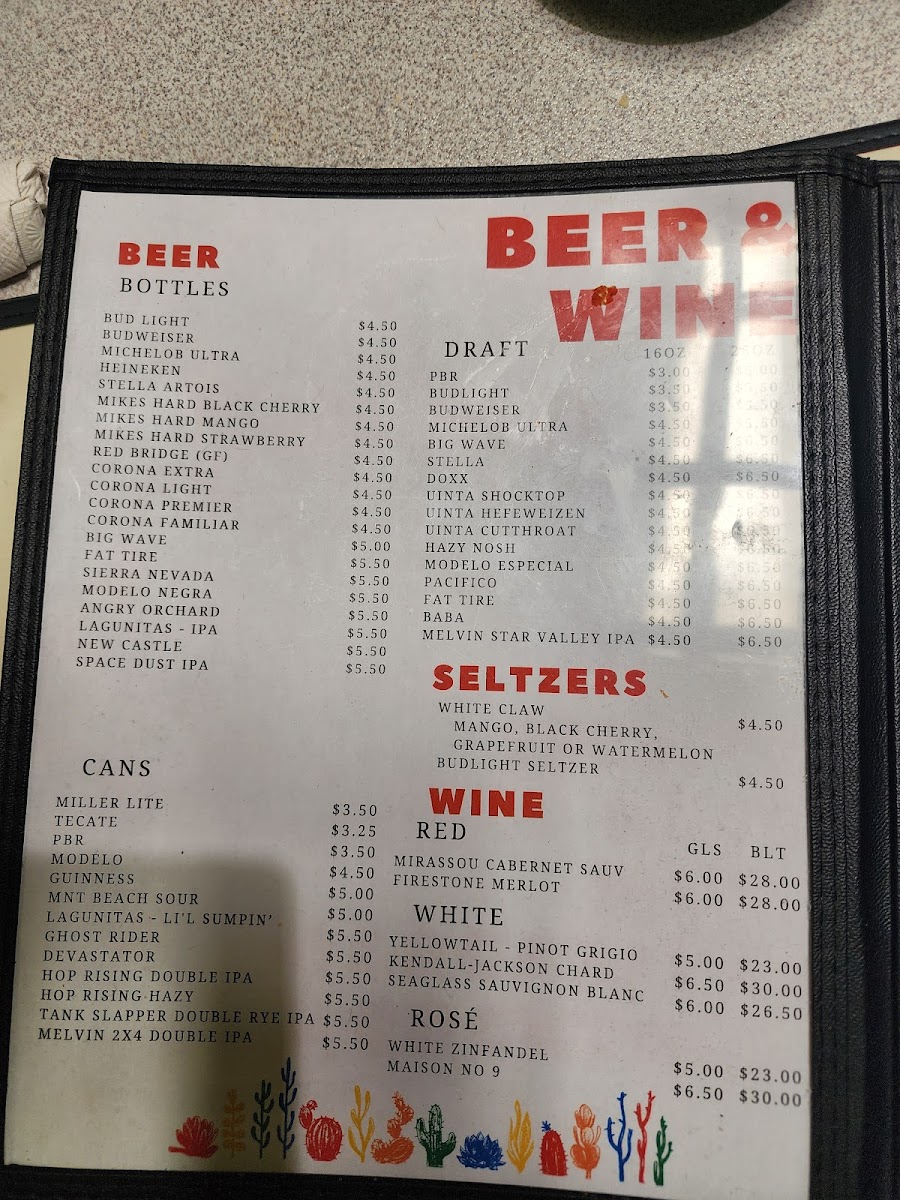 BEER & WINE
BEER
BOTTLES
BUD LIGHT $4.50
BUDWEISER $4.50
MICHELOB ULTRA $4.50
HEINEKEN $4.50
STELLA ARTOIS $4.50
MIKES HARD BLACK CHERRY $4.50
MIKES HARD MANGO $4.50
MIKES HARD STRAWBERRY $4.50
RED BRIDGE (GF) $4.50
CORONA EXTRA $4.50
CORONA LIGHT $4.50
CORONA PREMIER $4.50
CORONA FAMILIAR $4.50
BIG WAVE $5.00
FAT TIRE $5.50
SIERRA NEVADA $5.50
MODELO NEGRA $5.50
ANGRY ORCHARD $5.50
LAGUNITAS - IPA $5.50
NEW CASTLE $5.50
SPACE DUST IPA $5.50
CANS
MILLER LITE
TECATE
PBR
MODELO
GUINNESS
MNT BEACH SOUR
LAGUNITAS - LI'L SUMPIN'
GHOST RIDER
DEVASTATOR
HOP RISING DOUBLE IPA
HOP RISING HAZY
TANK SLAPPER DOUBLE RYE IPA
MELVIN 2X4 DOUBLE IPA
$3.50
$3.25
$3.50
$4.50
$5.00
$5.00
$5.50
$5.50
$5.50
$5.50
$5.50
$5.50
DRAFT 16OZ
PBR $3.00
BUDLIGHT $3.50
BUDWEISER $3.50
MICHELOB ULTRA $4.50
BIG WAVE $4.50
STELLA $4.50 $6.50
DOXX $4.50 $6.50
UINTA SHOCKTOP $4.50 $6.50
UINTA HEFEWEIZEN $4.50 $6.50
UINTA CUTTHROAT $4.50
HAZY NOSH $4.50 $6.50
MODELO ESPECIAL $4.50 $6.50
PACIFICO $4.50 $6.50
FAT TIRE $4.50 $6.50
BABA $4.50 $6.50
MELVIN STAR VALLEY IPA $4.50 $6.50
SELTZERS
WHITE CLAW $4.50
MANGO, BLACK CHERRY,
GRAPEFRUIT OR WATERMELON
BUDLIGHT SELTZER $4.50
WINE
RED GLS BLT
MIRASSOU CABERNET SAUV $6.00 $28.00
FIRESTONE MERLOT $6.00 $28.00
WHITE
YELLOWTAIL - PINOT GRIGIO $5.00 $23.00
KENDALL-JACKSON CHARD $6.50 $30.00
SEAGLASS SAUVIGNON BLANC $6.00 $26.50
ROSÉ
WHITE ZINFANDEL $5.00 $23.00
MAISON NO 9 $6.50 $30.00